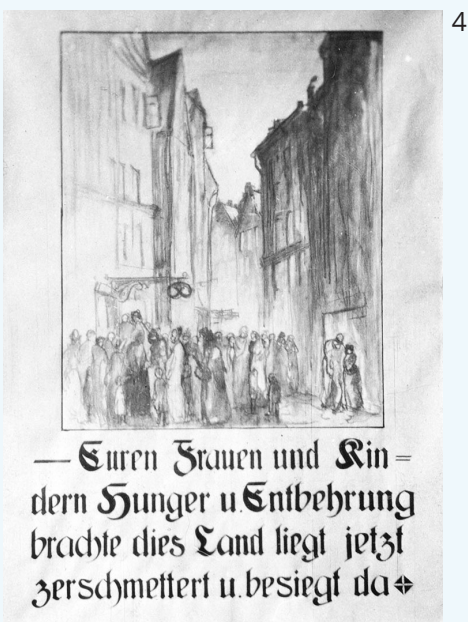 4
— Euren Frauen und Kin=
dern Hunger u. Entbehrung
brachte dies Land liegt jetzt
zerschmettert u. besiegt da